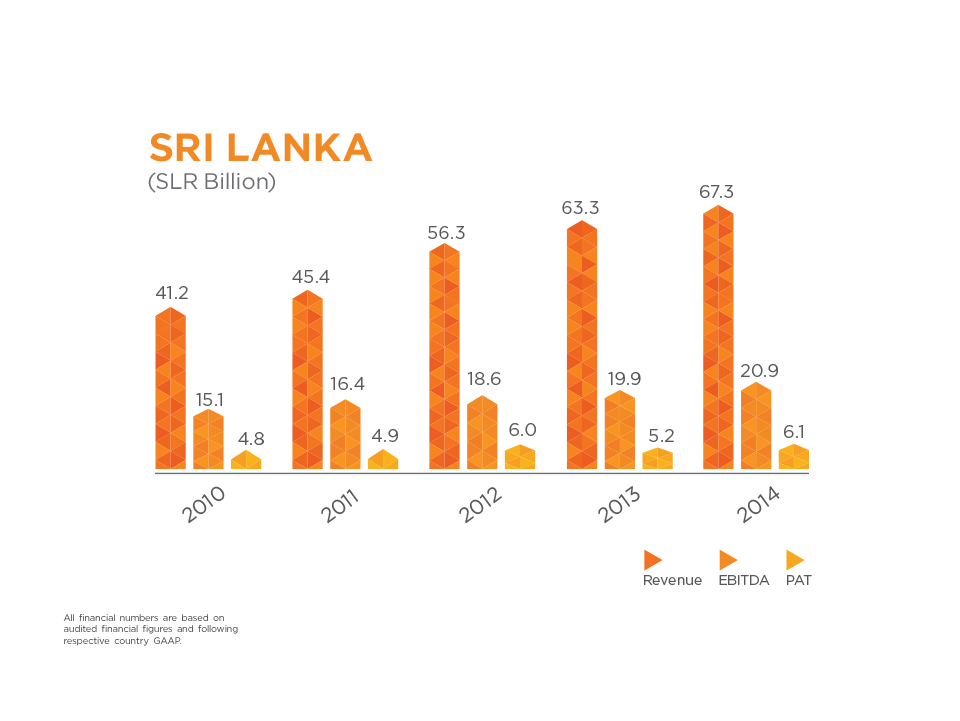 SRI LANKA
(SLR Billion)
41.2
15.1
4.8
45.4
16.4
4.9
56.3
18.6
6.0
63.3
19.9
5.2
67.3
20.9
6.1
2010
2011
2012
2013
2014
Revenue
EBITDA
PAT
All financial numbers are based on
audited financial figures and following
respective country GAAP.